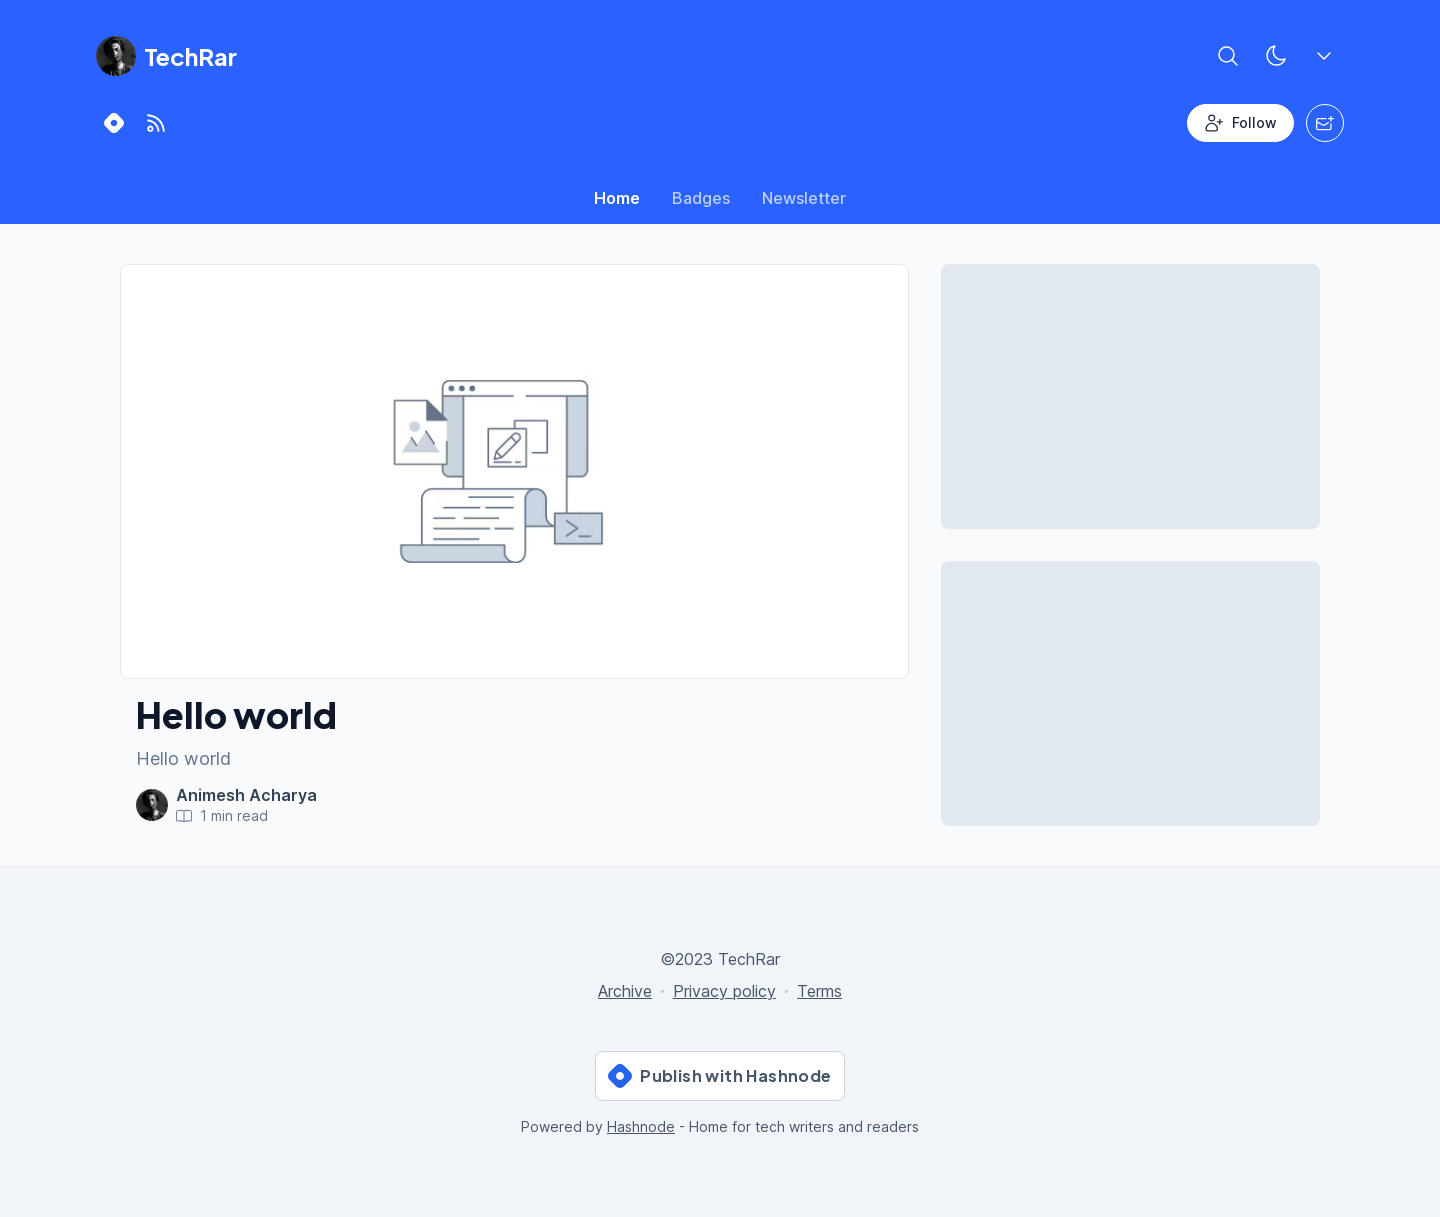 TechRar
Follow
Home Badges Newsletter
Hello world
Hello world
Animesh Acharya
1 min read
©2023 TechRar
Archive · Privacy policy · Terms
Publish with Hashnode
Powered by Hashnode - Home for tech writers and readers